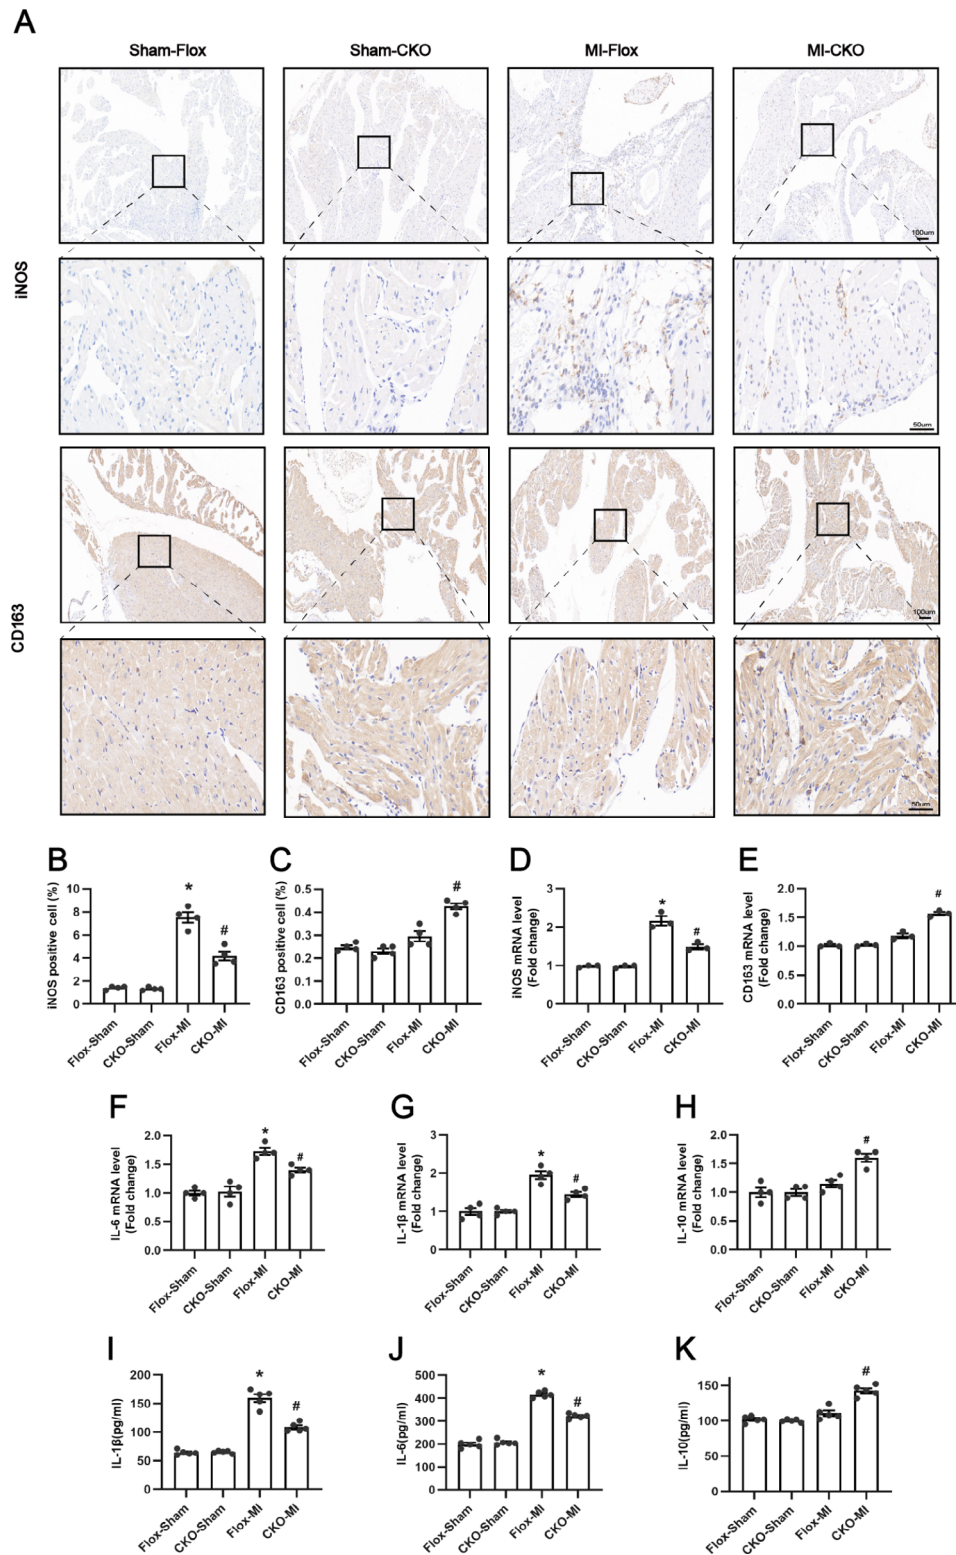 A
Sham-Flox Sham-CKO MI-Flox MI-CKO
iNOS
100um
50um
CD163
100um
50um
B
iNOS positive cell (%)
10
8
6
4
2
0
*
#
Flox-Sham
CKO-Sham
Flox-MI
CKO-MI
C
CD163 positive cell (%)
0.5
0.4
0.3
0.2
0.1
0.0
#
Flox-Sham
CKO-Sham
Flox-MI
CKO-MI
D
iNOS mRNA level
(Fold change)
3
2
1
0
*
#
Flox-Sham
CKO-Sham
Flox-MI
CKO-MI
E
CD163 mRNA level
(Fold change)
2.0
1.5
1.0
0.5
0.0
#
Flox-Sham
CKO-Sham
Flox-MI
CKO-MI
F
IL-6 mRNA level
(Fold change)
2.0
1.5
1.0
0.5
0.0
*
#
Flox-Sham
CKO-Sham
Flox-MI
CKO-MI
G
IL-1β mRNA level
(Fold change)
3
2
1
0
*
#
Flox-Sham
CKO-Sham
Flox-MI
CKO-MI
H
IL-10 mRNA level
(Fold change)
2.0
1.5
1.0
0.5
0.0
#
Flox-Sham
CKO-Sham
Flox-MI
CKO-MI
I
IL-1β(pg/ml)
200
150
100
50
0
*
#
Flox-Sham
CKO-Sham
Flox-MI
CKO-MI
J
IL-6(pg/ml)
500
400
300
200
100
0
*
#
Flox-Sham
CKO-Sham
Flox-MI
CKO-MI
K
IL-10(pg/ml)
150
100
50
0
#
Flox-Sham
CKO-Sham
Flox-MI
CKO-MI